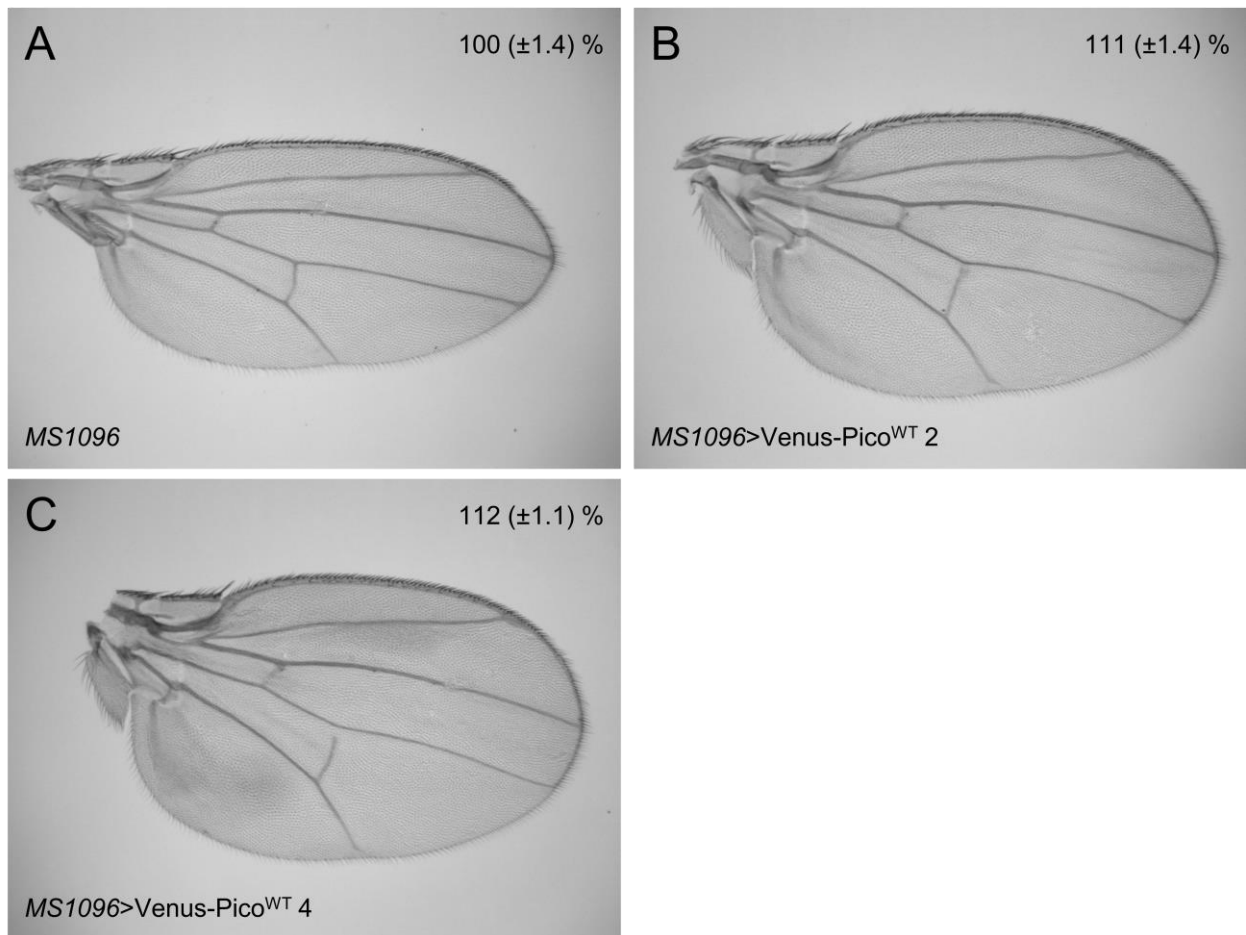 A
100 (±1.4) %
MS1096
B
111 (±1.4) %
MS1096>Venus-Picoᵂᵀ 2
C
112 (±1.1) %
MS1096>Venus-Picoᵂᵀ 4